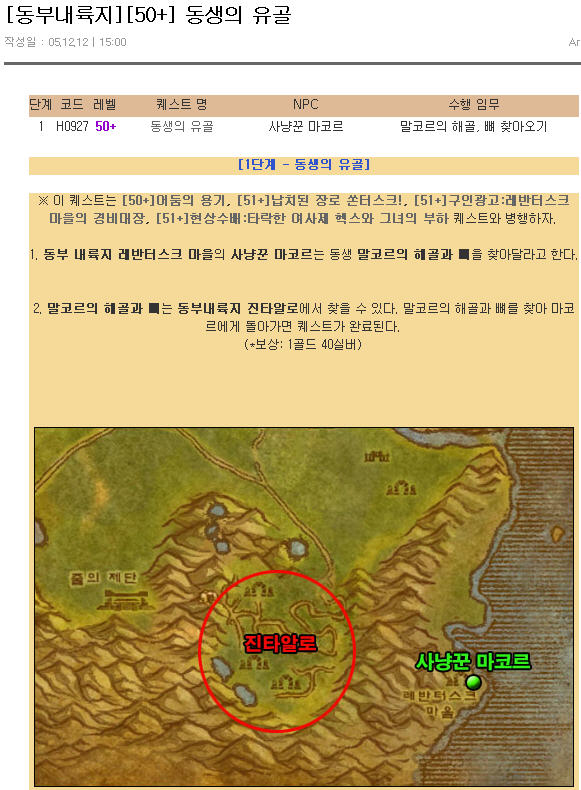 [동부내륙지][50+] 동생의 유골
작성일 : 05.12.12 | 15:00 Ar
단계 코드 레벨 퀘스트 명 NPC 수행 임무
1 H0927 50+ 동생의 유골 사냥꾼 마코르 말코르의 해골, 뼈 찾아오기
[1단계 - 동생의 유골]
※ 이 퀘스트는 [50+]어둠의 용기, [51+]납치된 장로 쏜터스크!, [51+]구인광고:레반터스크
마을의 경비대장, [51+]현상수배:타락한 여사제 헥스와 그녀의 부하 퀘스트와 병행하자.
1. 동부 내륙지 레반터스크 마을의 사냥꾼 마코르는 동생 말코르의 해골과 를 찾아달라고 한다.
2. 말코르의 해골과 는 동부내륙지 진타알로에서 찾을 수 있다. 말코르의 해골과 뼈를 찾아 마코
르에게 돌아가면 퀘스트가 완료된다.
(*보상: 1골드 40실버)
줄의 제단
진타알로
사냥꾼 마코르
레반터스크
마을